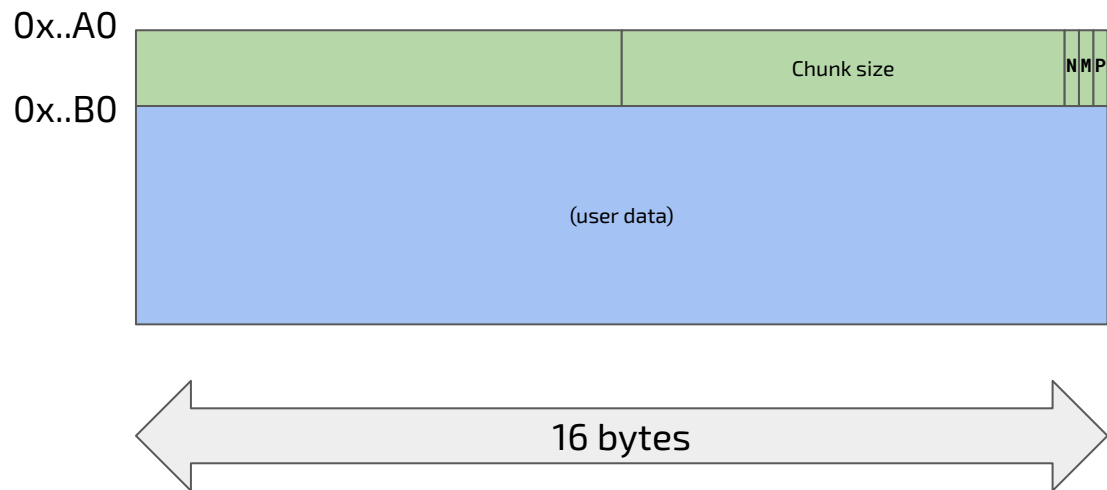 0x..A0
Chunk size
N
M
P
0x..B0
(user data)
16 bytes